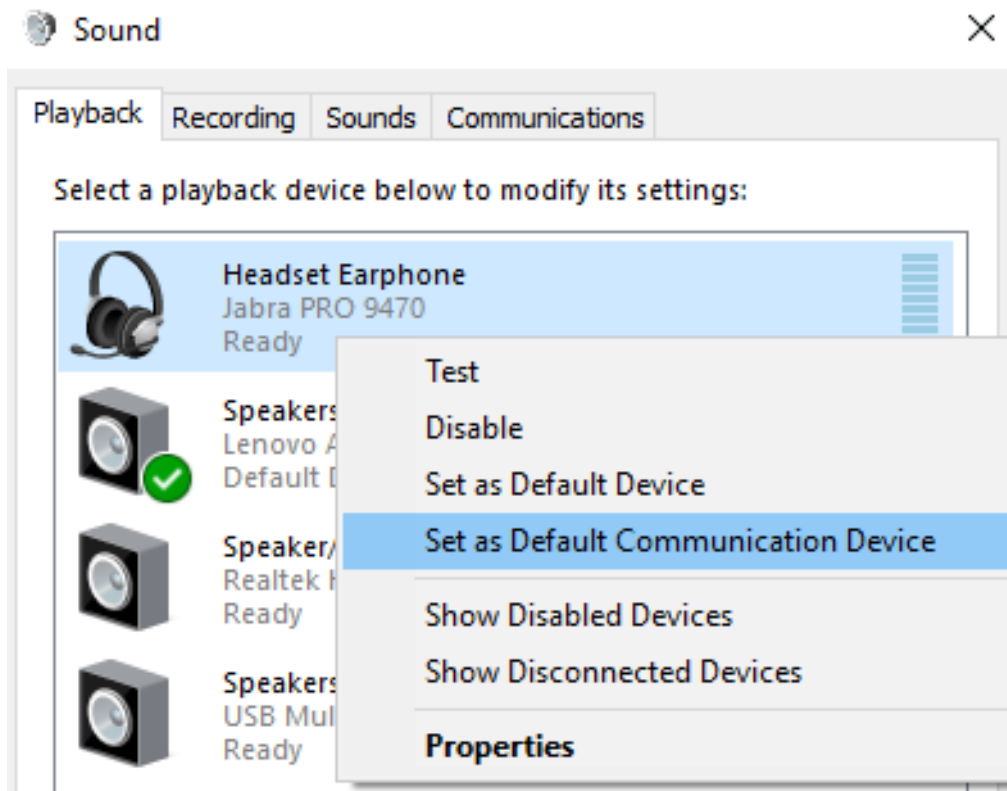 Sound
Playback
Recording
Sounds
Communications
Select a playback device below to modify its settings:
Headset Earphone
Jabra PRO 9470
Ready
Speakers
Lenovo
Default
Speaker/
Realtek
Ready
Speakers
USB
Ready
Test
Disable
Set as Default Device
Set as Default Communication Device
Show Disabled Devices
Show Disconnected Devices
Properties